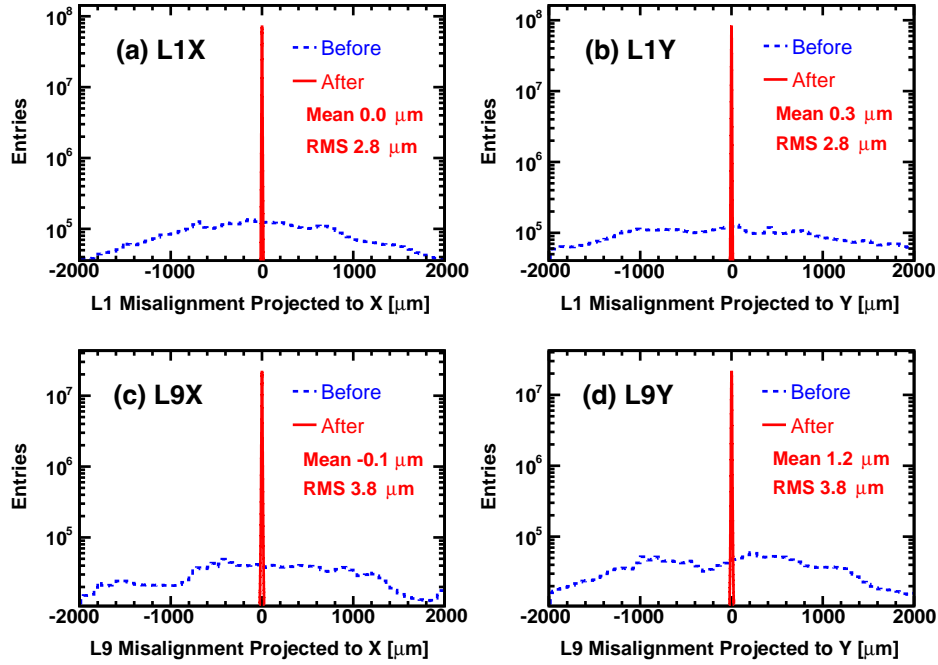 (a) L1X
Before
After
Mean 0.0 μm
RMS 2.8 μm
Entries
10^8
10^7
10^6
10^5
-2000 -1000 0 1000 2000
L1 Misalignment Projected to X [μm]
(b) L1Y
Before
After
Mean 0.3 μm
RMS 2.8 μm
Entries
10^8
10^7
10^6
10^5
-2000 -1000 0 1000 2000
L1 Misalignment Projected to Y [μm]
(c) L9X
Before
After
Mean -0.1 μm
RMS 3.8 μm
Entries
10^7
10^6
10^5
-2000 -1000 0 1000 2000
L9 Misalignment Projected to X [μm]
(d) L9Y
Before
After
Mean 1.2 μm
RMS 3.8 μm
Entries
10^7
10^6
10^5
-2000 -1000 0 1000 2000
L9 Misalignment Projected to Y [μm]